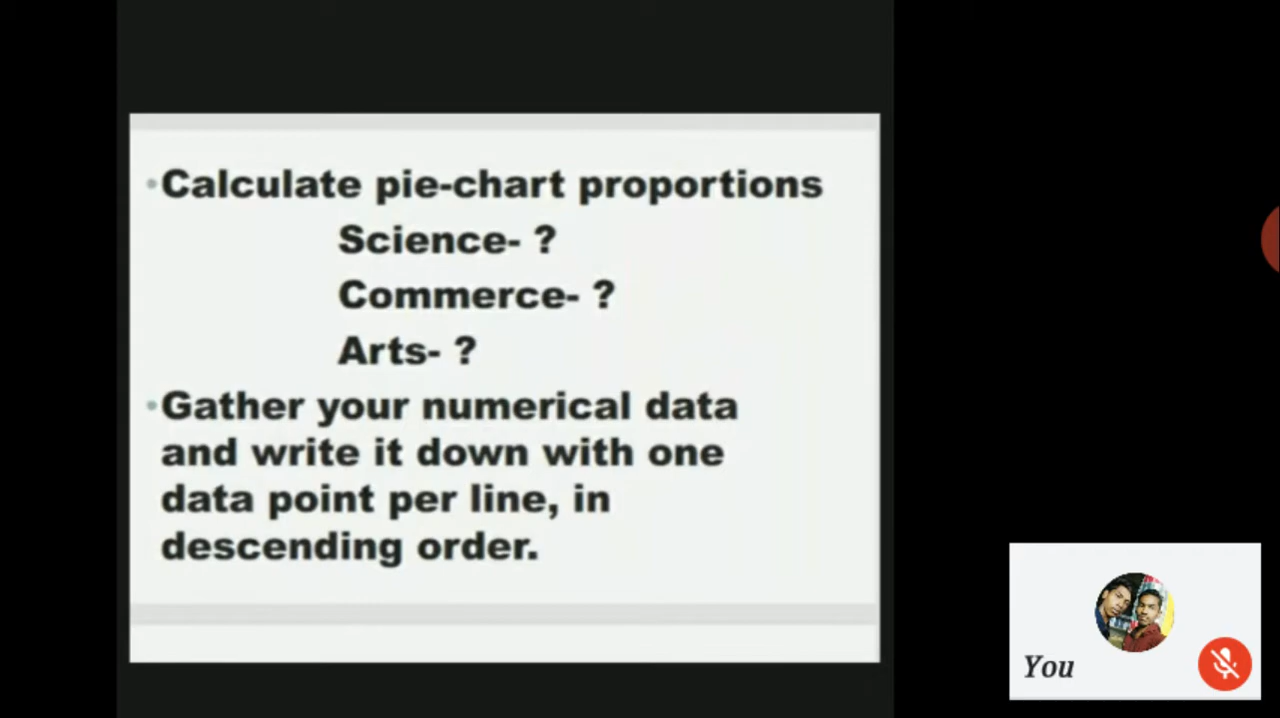 •Calculate pie-chart proportions
Science- ?
Commerce- ?
Arts- ?
•Gather your numerical data
and write it down with one
data point per line, in
descending order.
You